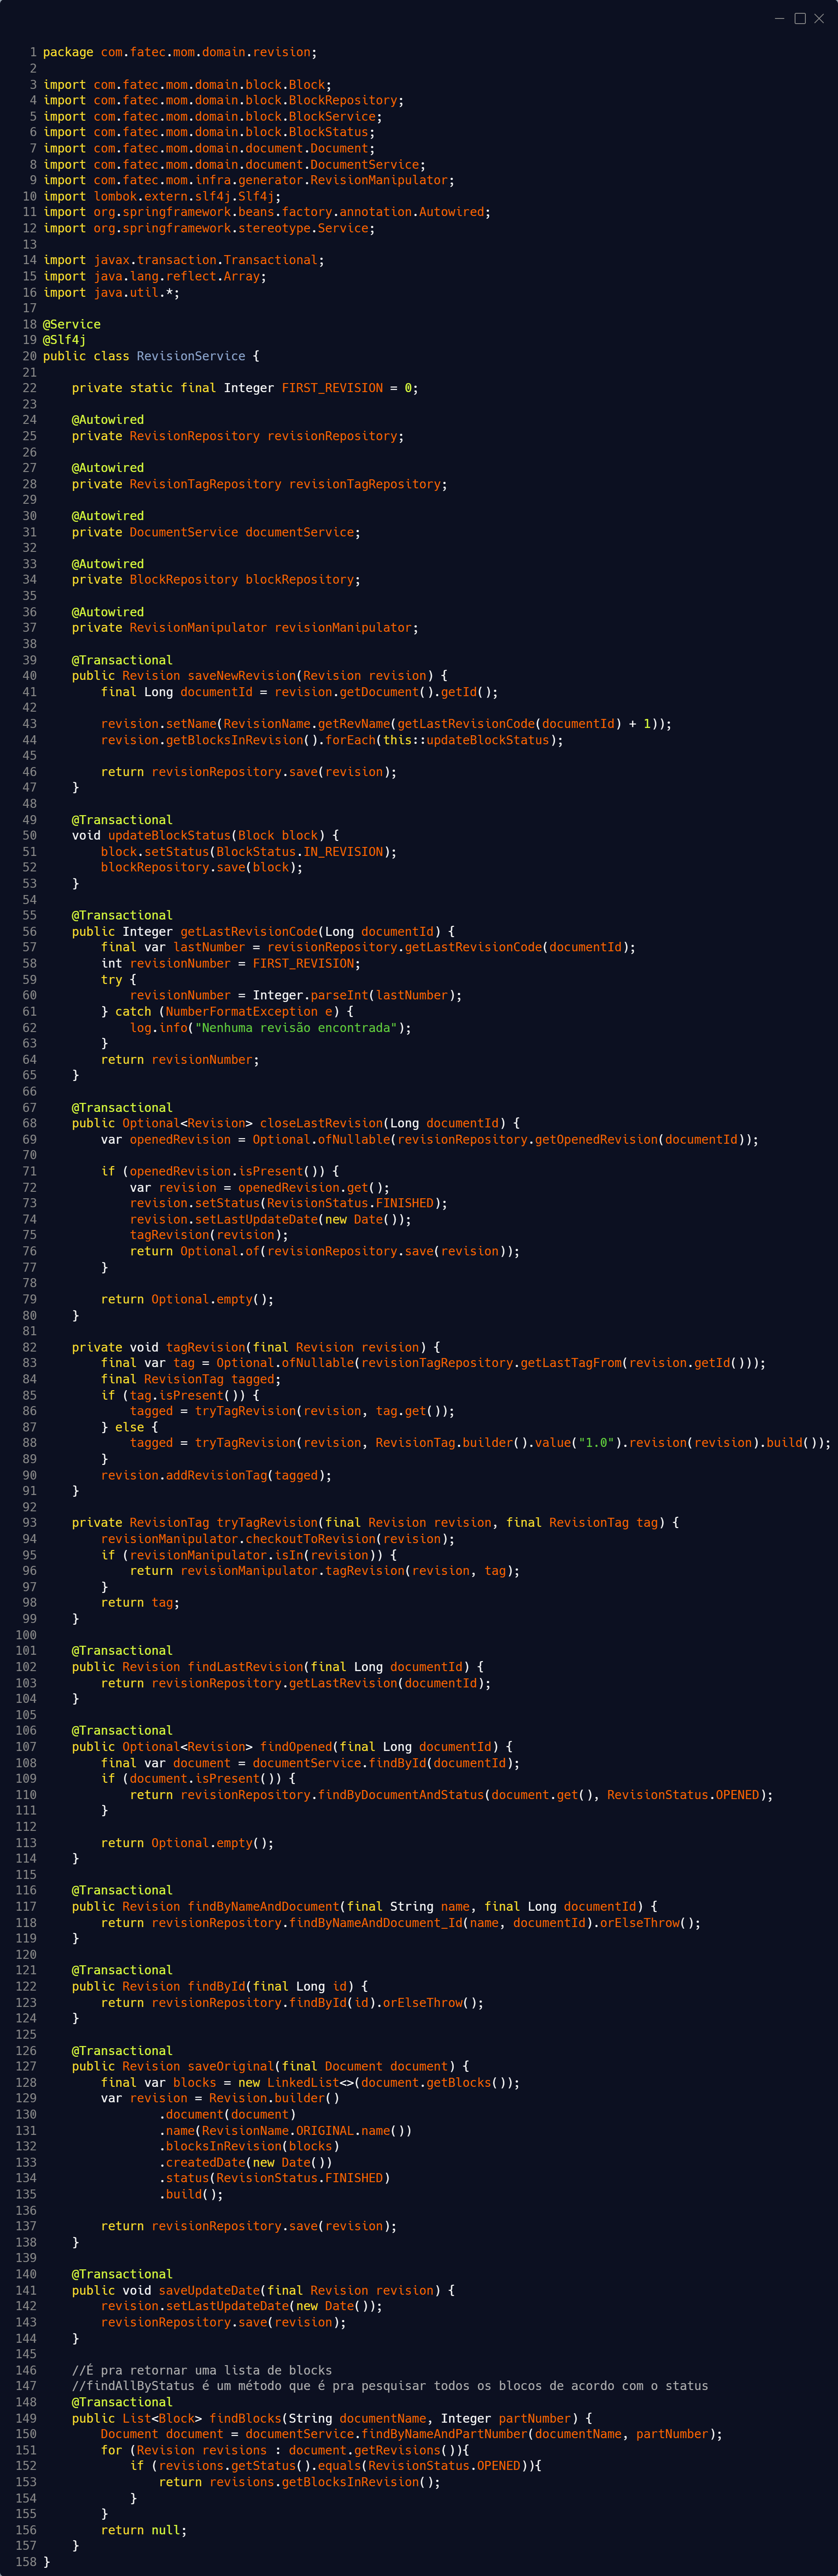 1 package com.fatec.mom.domain.revision;
2
3 import com.fatec.mom.domain.block.Block;
4 import com.fatec.mom.domain.block.BlockRepository;
5 import com.fatec.mom.domain.block.BlockService;
6 import com.fatec.mom.domain.block.BlockStatus;
7 import com.fatec.mom.domain.document.Document;
8 import com.fatec.mom.domain.document.DocumentService;
9 import com.fatec.mom.infra.generator.RevisionManipulator;
10 import lombok.extern.slf4j.Slf4j;
11 import org.springframework.beans.factory.annotation.Autowired;
12 import org.springframework.stereotype.Service;
13
14 import javax.transaction.Transactional;
15 import java.lang.reflect.Array;
16 import java.util.*;
17
18 @Service
19 @Slf4j
20 public class RevisionService {
21
22     private static final Integer FIRST_REVISION = 0;
23
24     @Autowired
25     private RevisionRepository revisionRepository;
26
27     @Autowired
28     private RevisionTagRepository revisionTagRepository;
29
30     @Autowired
31     private DocumentService documentService;
32
33     @Autowired
34     private BlockRepository blockRepository;
35
36     @Autowired
37     private RevisionManipulator revisionManipulator;
38
39     @Transactional
40     public Revision saveNewRevision(Revision revision) {
41         final Long documentId = revision.getDocument().getId();
42
43         revision.setName(RevisionName.getRevName(getLastRevisionCode(documentId) + 1));
44         revision.getBlocksInRevision().forEach(this::updateBlockStatus);
45
46         return revisionRepository.save(revision);
47     }
48
49     @Transactional
50     void updateBlockStatus(Block block) {
51         block.setStatus(BlockStatus.IN_REVISION);
52         blockRepository.save(block);
53     }
54
55     @Transactional
56     public Integer getLastRevisionCode(Long documentId) {
57         final var lastNumber = revisionRepository.getLastRevisionCode(documentId);
58         int revisionNumber = FIRST_REVISION;
59         try {
60             revisionNumber = Integer.parseInt(lastNumber);
61         } catch (NumberFormatException e) {
62             log.info("Nenhuma revisão encontrada");
63         }
64         return revisionNumber;
65     }
66
67     @Transactional
68     public Optional<Revision> closeLastRevision(Long documentId) {
69         var openedRevision = Optional.ofNullable(revisionRepository.getOpenedRevision(documentId));
70
71         if (openedRevision.isPresent()) {
72             var revision = openedRevision.get();
73             revision.setStatus(RevisionStatus.FINISHED);
74             revision.setLastUpdateDate(new Date());
75             tagRevision(revision);
76             return Optional.of(revisionRepository.save(revision));
77         }
78
79         return Optional.empty();
80     }
81
82     private void tagRevision(final Revision revision) {
83         final var tag = Optional.ofNullable(revisionTagRepository.getLastTagFrom(revision.getId()));
84         final RevisionTag tagged;
85         if (tag.isPresent()) {
86             tagged = tryTagRevision(revision, tag.get());
87         } else {
88             tagged = tryTagRevision(revision, RevisionTag.builder().value("1.0").revision(revision).build());
89         }
90         revision.addRevisionTag(tagged);
91     }
92
93     private RevisionTag tryTagRevision(final Revision revision, final RevisionTag tag) {
94         revisionManipulator.checkoutToRevision(revision);
95         if (revisionManipulator.isIn(revision)) {
96             return revisionManipulator.tagRevision(revision, tag);
97         }
98         return tag;
99     }
100
101     @Transactional
102     public Revision findLastRevision(final Long documentId) {
103         return revisionRepository.getLastRevision(documentId);
104     }
105
106     @Transactional
107     public Optional<Revision> findOpened(final Long documentId) {
108         final var document = documentService.findById(documentId);
109         if (document.isPresent()) {
110             return revisionRepository.findByDocumentAndStatus(document.get(), RevisionStatus.OPENED);
111         }
112
113         return Optional.empty();
114     }
115
116     @Transactional
117     public Revision findByNameAndDocument(final String name, final Long documentId) {
118         return revisionRepository.findByNameAndDocument_Id(name, documentId).orElseThrow();
119     }
120
121     @Transactional
122     public Revision findById(final Long id) {
123         return revisionRepository.findById(id).orElseThrow();
124     }
125
126     @Transactional
127     public Revision saveOriginal(final Document document) {
128         final var blocks = new LinkedList<>(document.getBlocks());
129         var revision = Revision.builder()
130                 .document(document)
131                 .name(RevisionName.ORIGINAL.name())
132                 .blocksInRevision(blocks)
133                 .createdDate(new Date())
134                 .status(RevisionStatus.FINISHED)
135                 .build();
136
137         return revisionRepository.save(revision);
138     }
139
140     @Transactional
141     public void saveUpdateDate(final Revision revision) {
142         revision.setLastUpdateDate(new Date());
143         revisionRepository.save(revision);
144     }
145
146     //É pra retornar uma lista de blocks
147     //findAllByStatus é um método que é pra pesquisar todos os blocos de acordo com o status
148     @Transactional
149     public List<Block> findBlocks(String documentName, Integer partNumber) {
150         Document document = documentService.findByNameAndPartNumber(documentName, partNumber);
151         for (Revision revisions : document.getRevisions()){
152             if (revisions.getStatus().equals(RevisionStatus.OPENED)){
153                 return revisions.getBlocksInRevision();
154             }
155         }
156         return null;
157     }
158 }